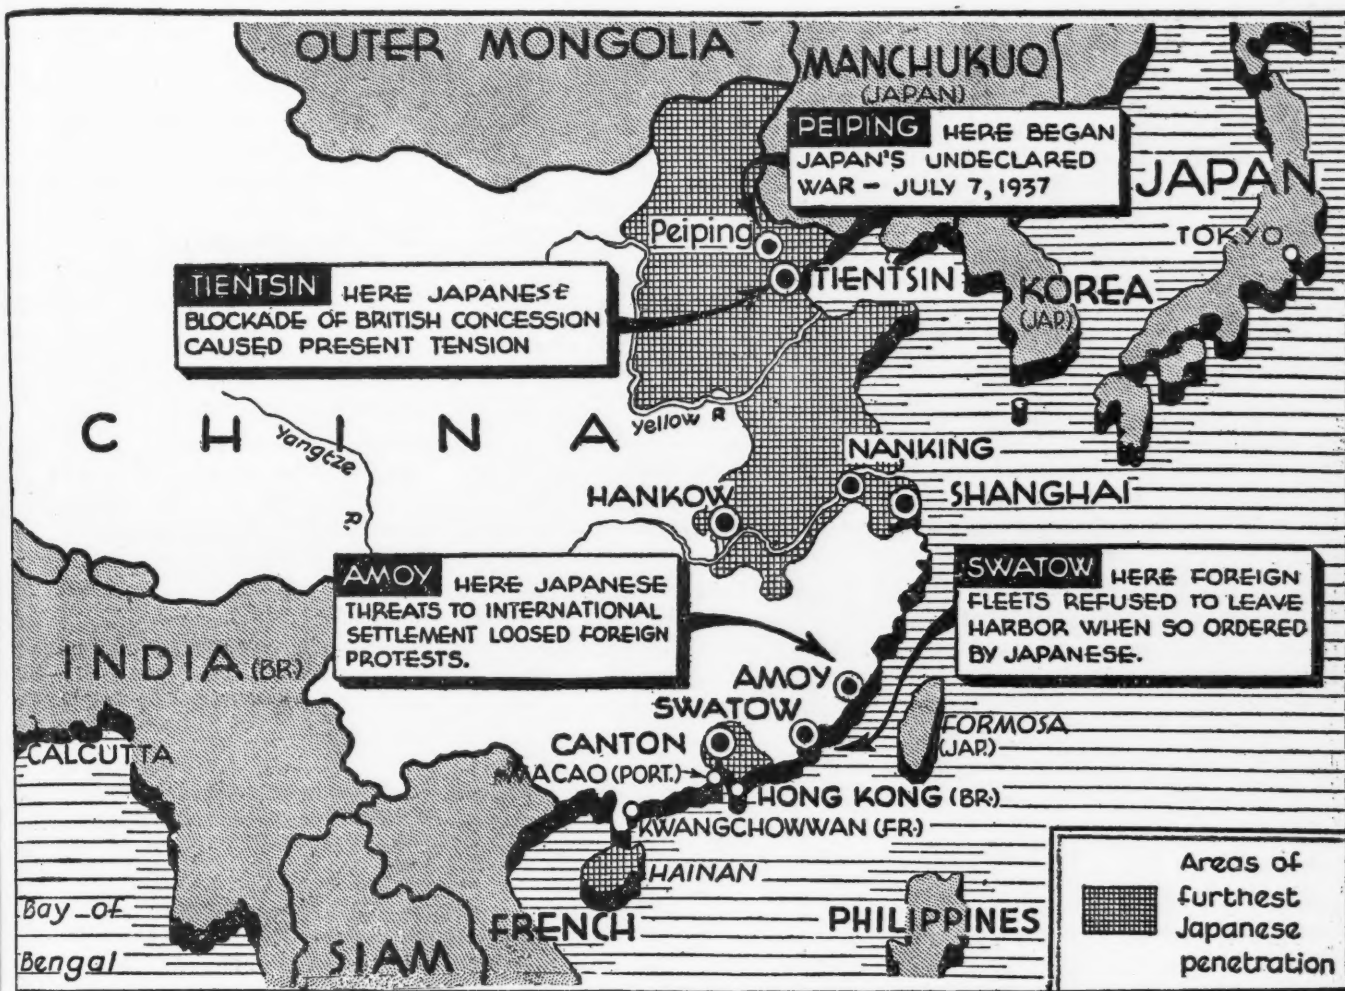 OUTER MONGOLIA
MANCHUKUO
(JAPAN)
PEIPING HERE BEGAN
JAPAN'S UNDECLARED
WAR – JULY 7, 1937
JAPAN
TOKYO
Peiping
TIENTSIN
KOREA
(JAP.)
TIENTSIN HERE JAPANESE
BLOCKADE OF BRITISH CONCESSION
CAUSED PRESENT TENSION
CHINA
Yellow R
Yangtze
R.
NANKING
HANKOW
SHANGHAI
AMOY HERE JAPANESE
THREATS TO INTERNATIONAL
SETTLEMENT LOOSED FOREIGN
PROTESTS.
SWATOW HERE FOREIGN
FLEETS REFUSED TO LEAVE
HARBOR WHEN SO ORDERED
BY JAPANESE.
INDIA (BR.)
AMOY
SWATOW
FORMOSA
(JAP.)
CALCUTTA
CANTON
MACAO (PORT.)
HONG KONG (BR.)
KWANGCHOWWAN (FR.)
HAINAN
FRENCH
PHILIPPINES
Bay of
Bengal
SIAM
Areas of
furthest
Japanese
penetration